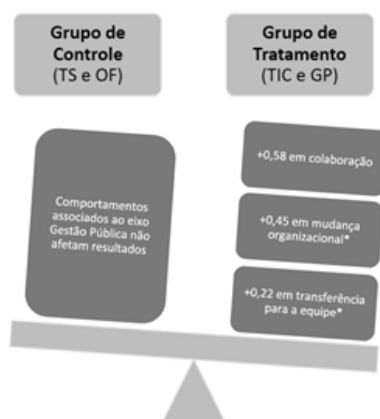 Grupo de
Controle
(TS e OF)
Grupo de
Tratamento
(TIC e GP)
Comportamentos
associados ao eixo
Gestão Pública não
afetam resultados
+0,58 em colaboração
+0,45 em mudança
organizacional*
+0,22 em transferência
para a equipe*